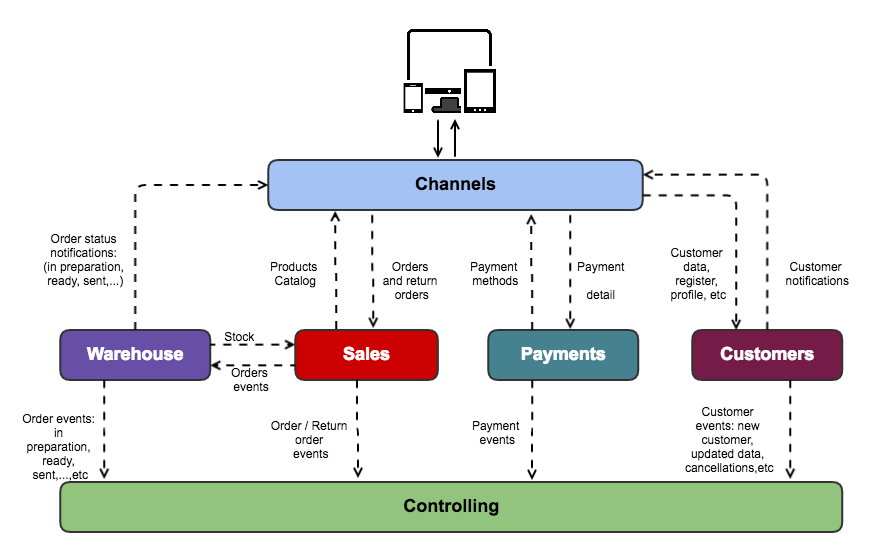 Channels
Order status
notifications:
(in preparation,
ready, sent,...)
Products
Catalog
Orders
and return
orders
Payment
methods
Payment
detail
Customer
data,
register,
profile, etc
Customer
notifications
Warehouse
Stock
Orders
events
Sales
Payments
Customers
Order events:
in
preparation,
ready,
sent,...,etc
Order / Return
order
events
Payment
events
Customer
events: new
customer,
updated data,
cancellations,etc
Controlling